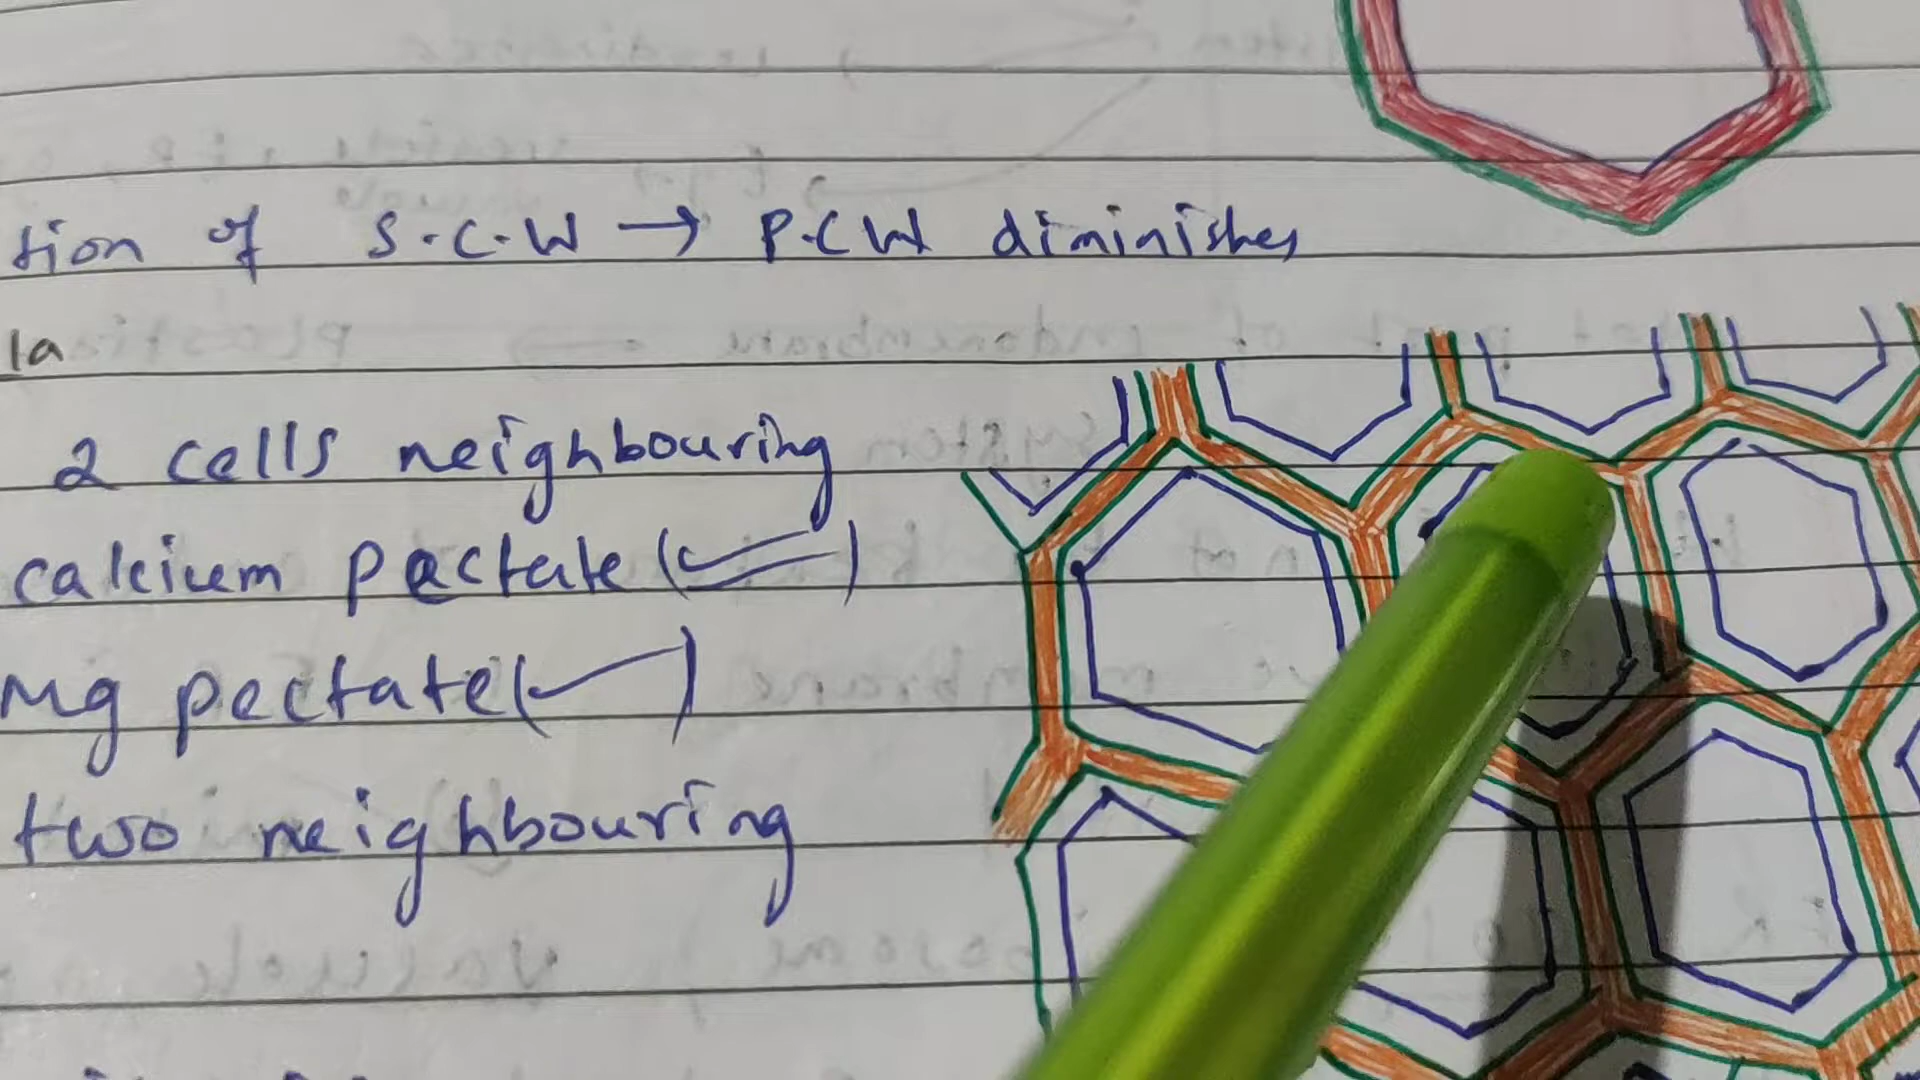 tion of S.C.W → P.C W diminishes
la
2 cells neighbouring
calcium pectate (✓)
Mg pectate (✓)
two neighbouring